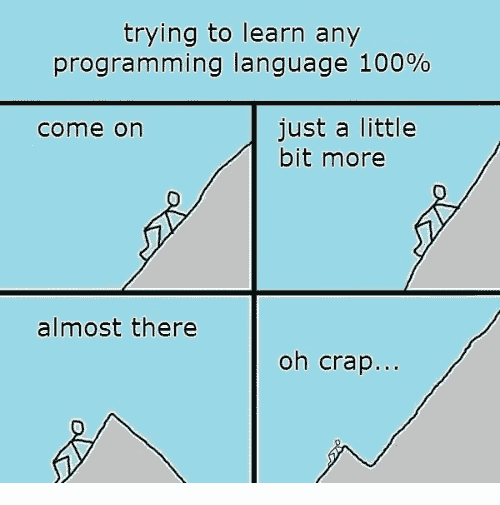 trying to learn any
programming language 100%
come on
just a little
bit more
almost there
oh crap...